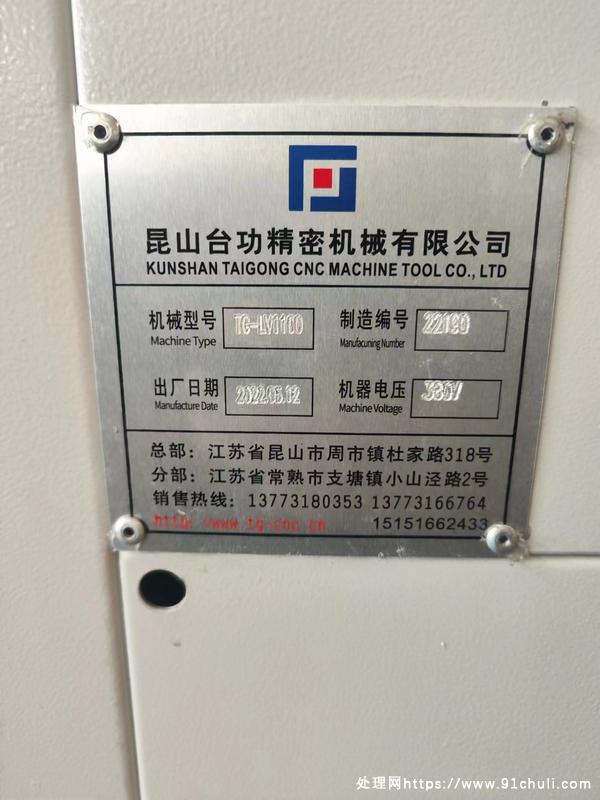 昆山台功精密机械有限公司
KUNSHAN TAIGONG CNC MACHINE TOOL CO., LTD
机械型号 TG-LV1100 制造编号 22190
Machine Type Manufacuning Number
出厂日期 2022.05.12 机器电压 380V
Manufacture Date Machine Voltage
总部：江苏省昆山市周市镇杜家路318号
分部：江苏省常熟市支塘镇小山泾路2号
销售热线：13773180353 13773166764
http://www.tg-cnc.cn 15151662433
处理网https://www.91chuli.com